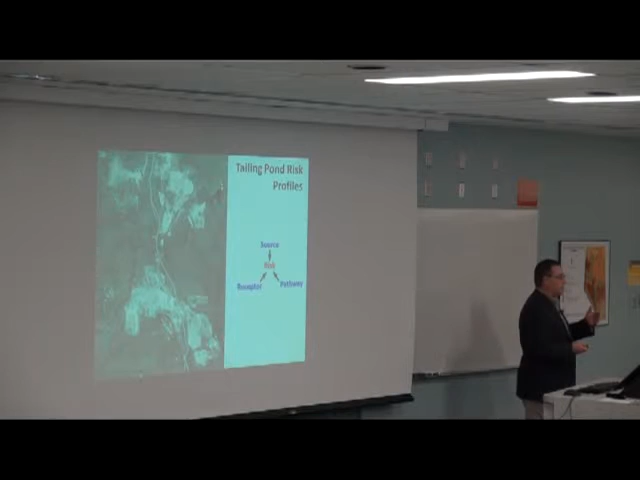 Tailing Pond Risk
Profiles
Source
Risk
Receptor
Pathway